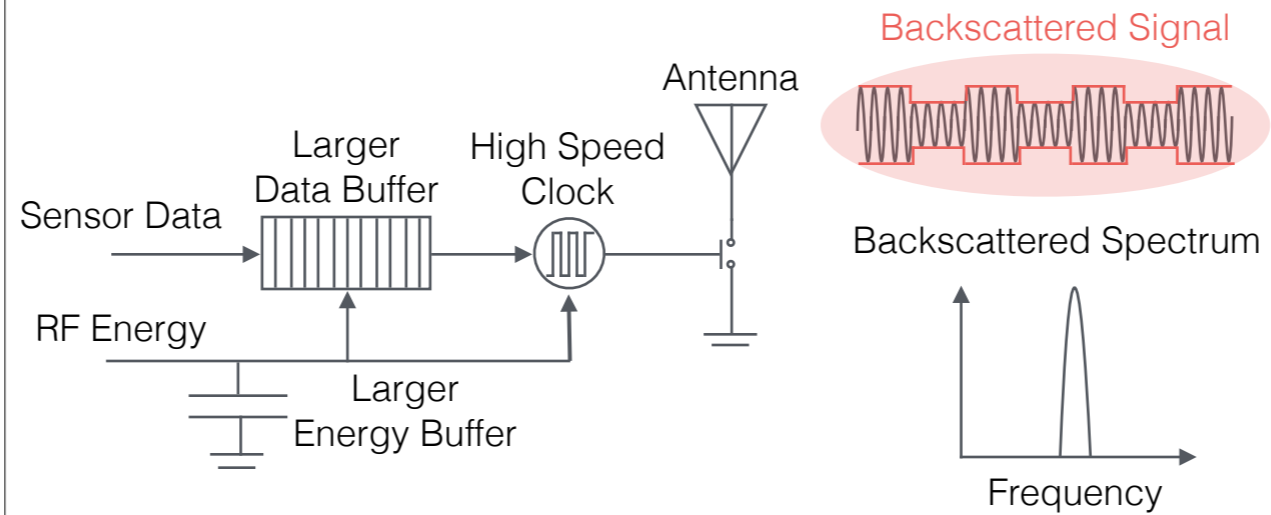 Backscattered Signal
Antenna
Larger
Data Buffer
High Speed
Clock
Sensor Data
Backscattered Spectrum
RF Energy
Larger
Energy Buffer
Frequency